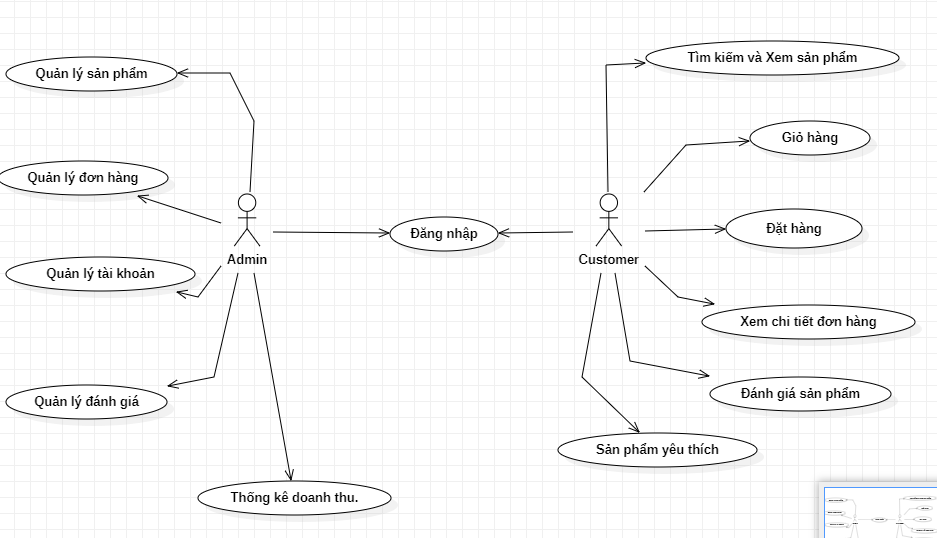 Tìm kiếm và Xem sản phẩm
Quản lý sản phẩm
Giỏ hàng
Quản lý đơn hàng
Đặt hàng
Đăng nhập
Admin
Customer
Quản lý tài khoản
Xem chi tiết đơn hàng
Đánh giá sản phẩm
Quản lý đánh giá
Sản phẩm yêu thích
Thống kê doanh thu.